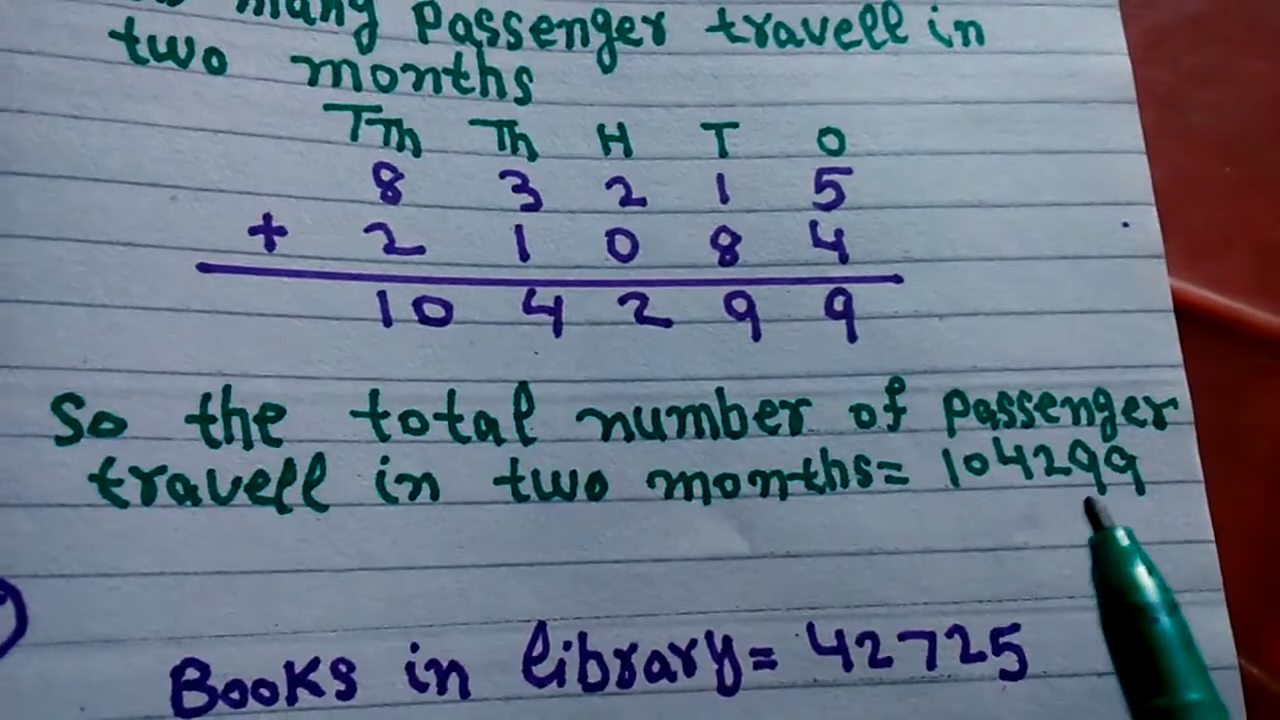 many Passenger travell in
two months
TTh Th H T O
8 3 2 1 5
+ 2 1 0 8 4
10 4 2 9 9
So the total number of passenger
travell in two months= 104299
Books in library= 42725